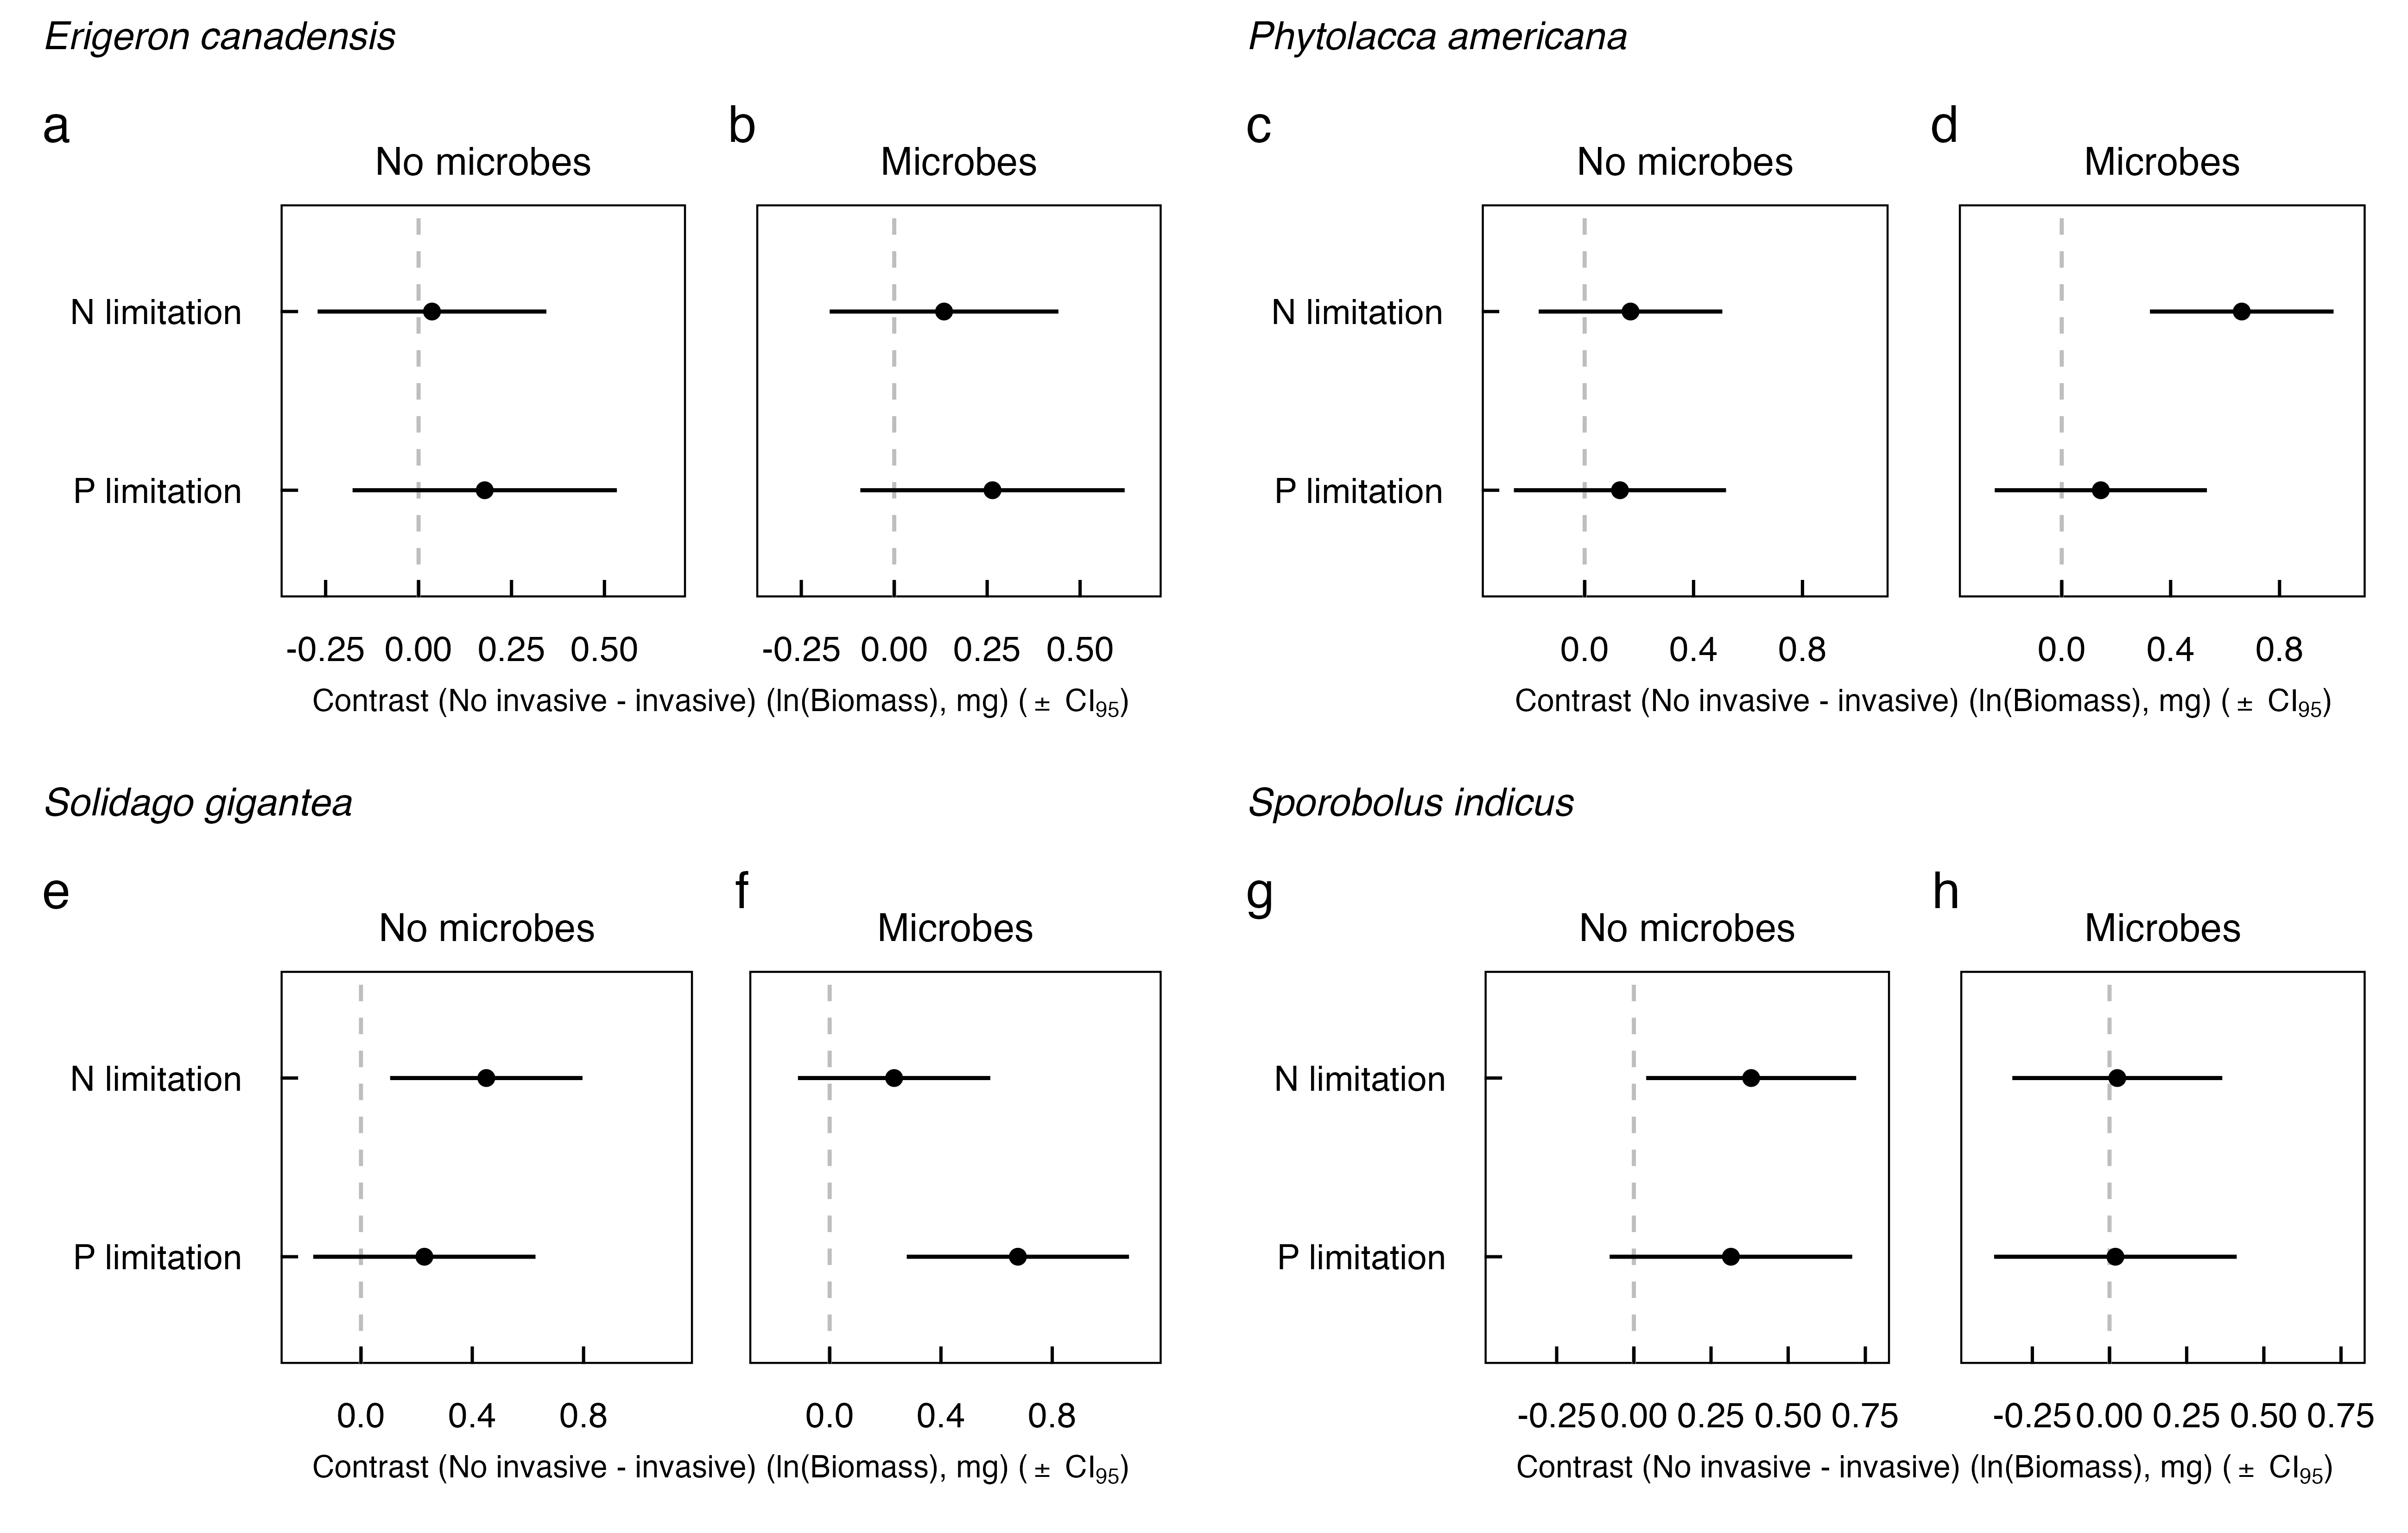 Erigeron canadensis
Phytolacca americana
a
No microbes
b
Microbes
c
No microbes
d
Microbes
N limitation
P limitation
N limitation
P limitation
-0.25 0.00 0.25 0.50
-0.25 0.00 0.25 0.50
0.0 0.4 0.8
0.0 0.4 0.8
Contrast (No invasive - invasive) (ln(Biomass), mg) ( ± CI95)
Contrast (No invasive - invasive) (ln(Biomass), mg) ( ± CI95)
Solidago gigantea
Sporobolus indicus
e
No microbes
f
Microbes
g
No microbes
h
Microbes
N limitation
P limitation
N limitation
P limitation
0.0 0.4 0.8
0.0 0.4 0.8
-0.25 0.00 0.25 0.50 0.75
-0.25 0.00 0.25 0.50 0.75
Contrast (No invasive - invasive) (ln(Biomass), mg) ( ± CI95)
Contrast (No invasive - invasive) (ln(Biomass), mg) ( ± CI95)